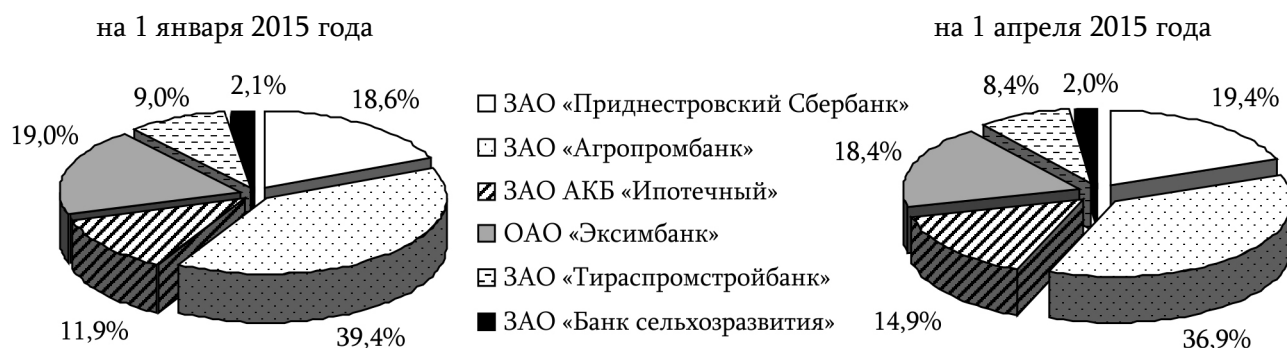 на 1 января 2015 года
2,1%
9,0%
18,6%
19,0%
11,9%
39,4%
ЗАО «Приднестровский Сбербанк»
ЗАО «Агропромбанк»
ЗАО АКБ «Ипотечный»
ОАО «Эксимбанк»
ЗАО «Тираспромстройбанк»
ЗАО «Банк сельхозразвития»
на 1 апреля 2015 года
2,0%
8,4%
19,4%
18,4%
14,9%
36,9%